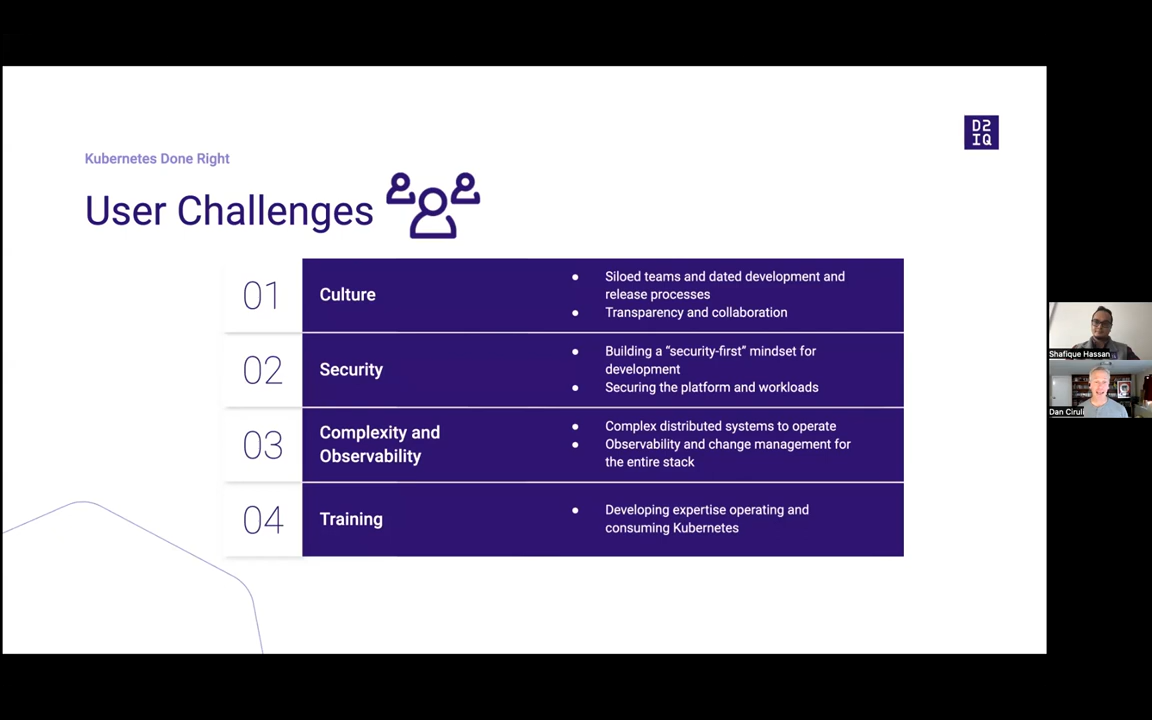 D2
IQ
Kubernetes Done Right
User Challenges
01
Culture
● Siloed teams and dated development and
release processes
● Transparency and collaboration
02
Security
● Building a “security-first” mindset for
development
● Securing the platform and workloads
03
Complexity and
Observability
● Complex distributed systems to operate
● Observability and change management for
the entire stack
04
Training
● Developing expertise operating and
consuming Kubernetes
Shafique Hassan
Dan Ciruli